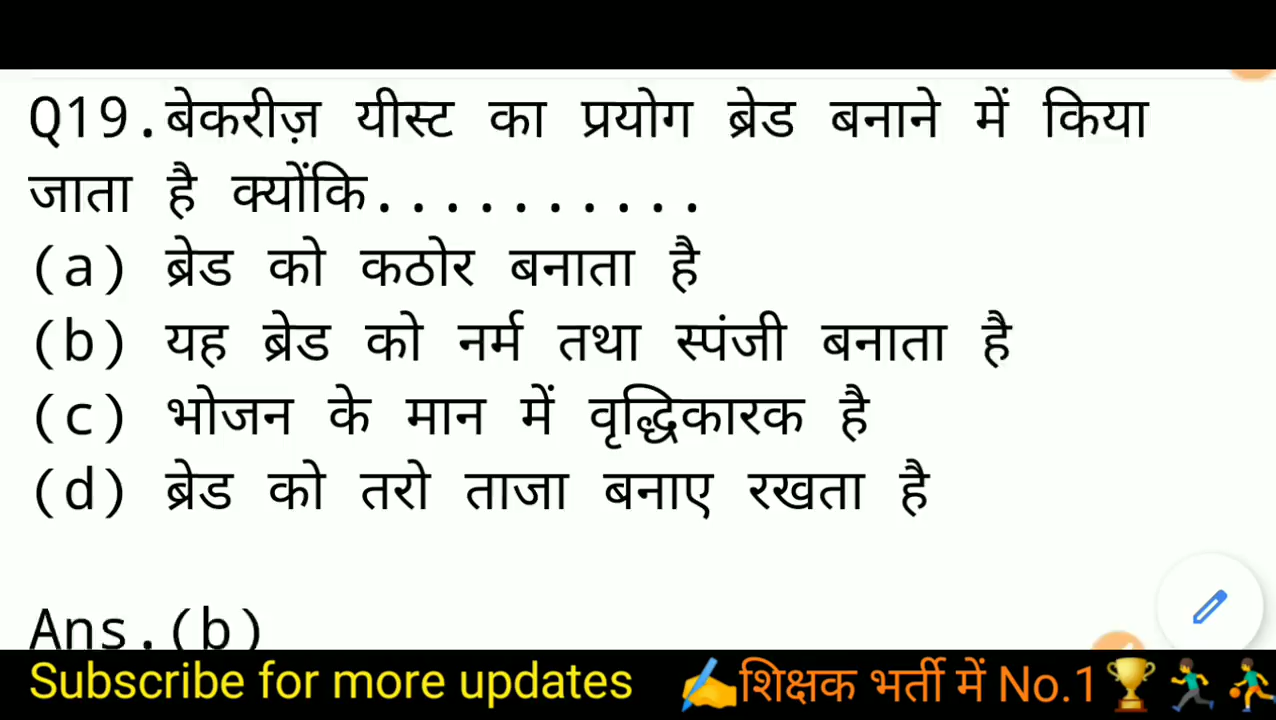 Q19.बेकरीज़ यीस्ट का प्रयोग ब्रेड बनाने में किया
जाता है क्योंकि..........
(a) ब्रेड को कठोर बनाता है
(b) यह ब्रेड को नर्म तथा स्पंजी बनाता है
(c) भोजन के मान में वृद्धिकारक है
(d) ब्रेड को तरो ताजा बनाए रखता है
Ans.(b)
Subscribe for more updates ✍️शिक्षक भर्ती में No.1🏆🏃‍♂️⛹️‍♂️